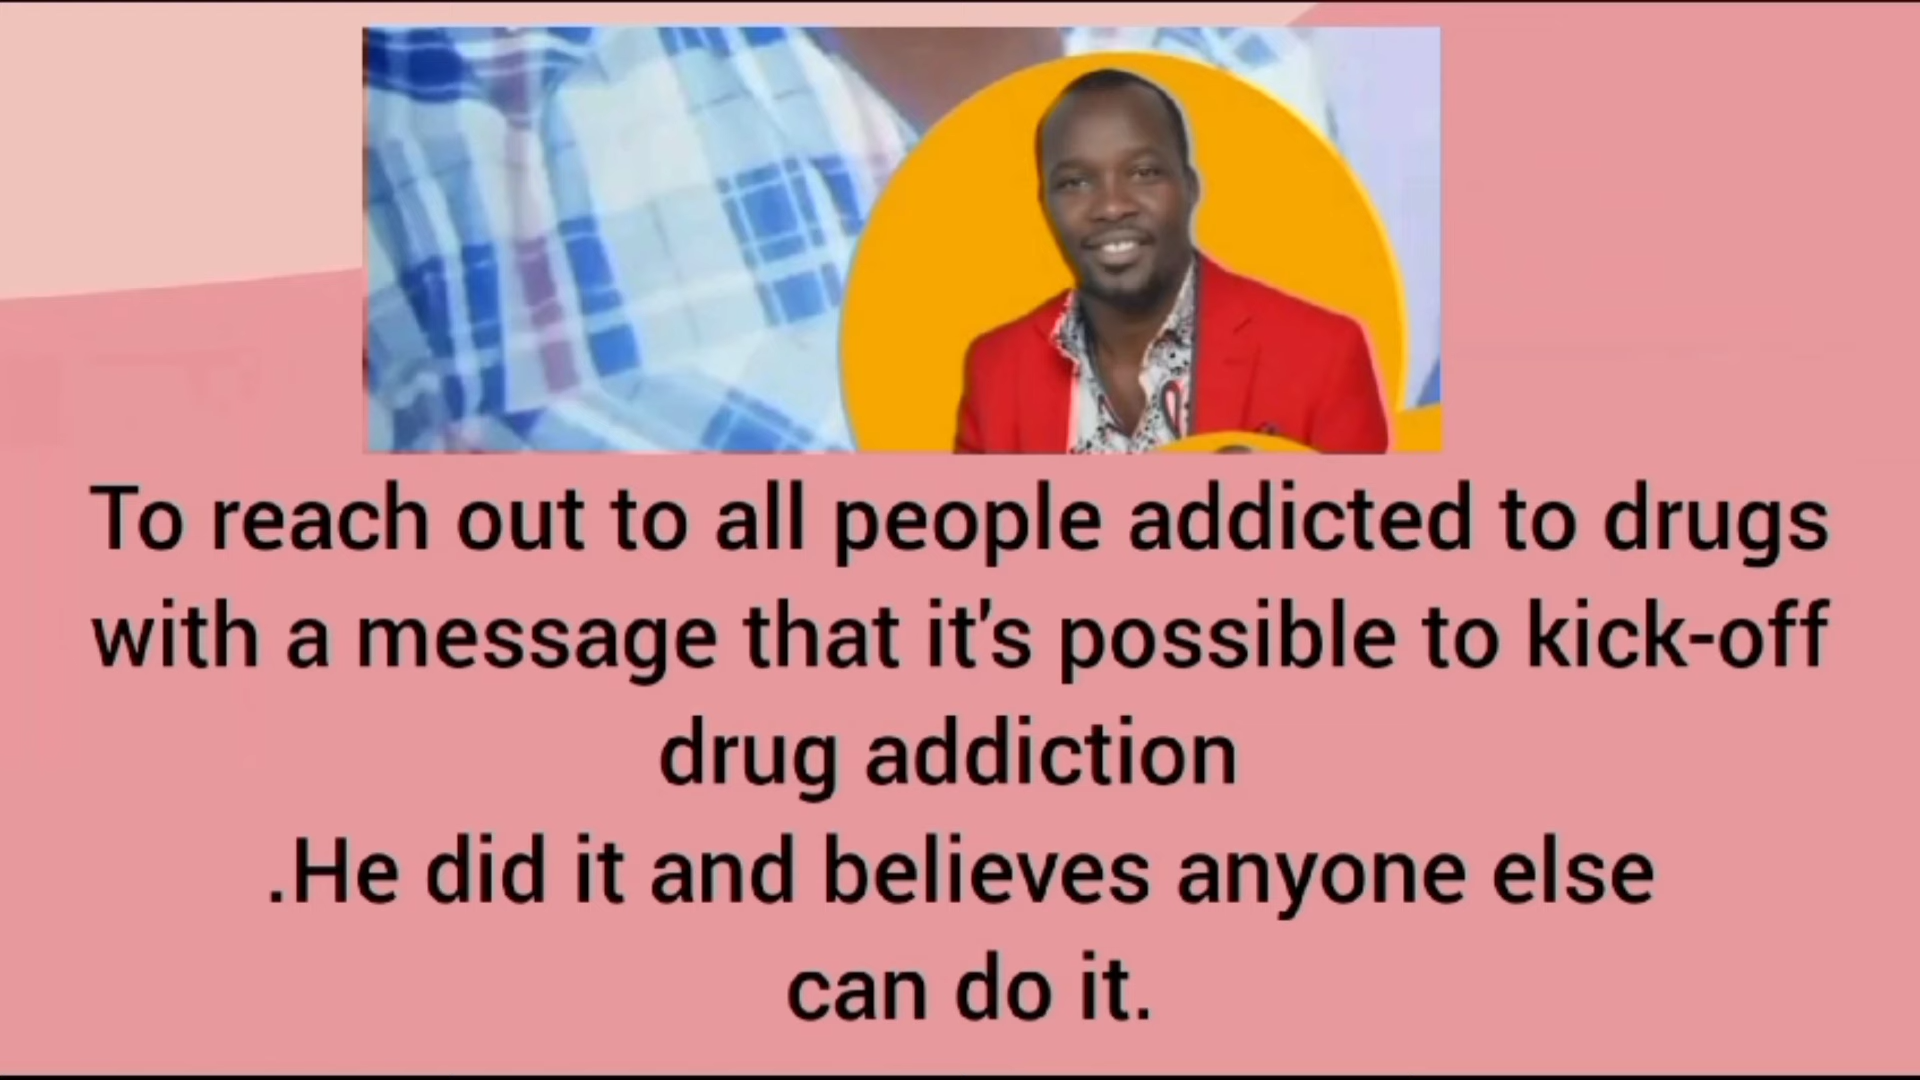 To reach out to all people addicted to drugs
with a message that it's possible to kick-off
drug addiction
.He did it and believes anyone else
can do it.